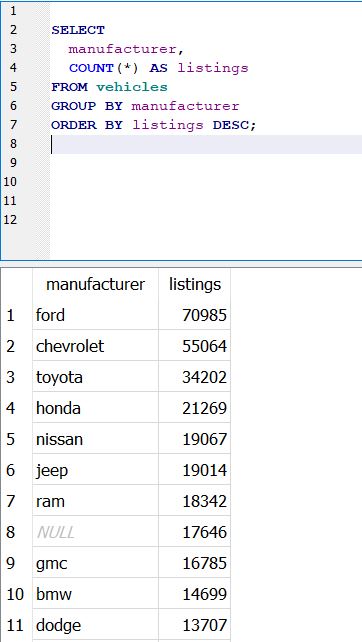 1
2 SELECT
3 manufacturer,
4 COUNT(*) AS listings
5 FROM vehicles
6 GROUP BY manufacturer
7 ORDER BY listings DESC;
8
9
10
11
12
manufacturer listings
1 ford 70985
2 chevrolet 55064
3 toyota 34202
4 honda 21269
5 nissan 19067
6 jeep 19014
7 ram 18342
8 NULL 17646
9 gmc 16785
10 bmw 14699
11 dodge 13707